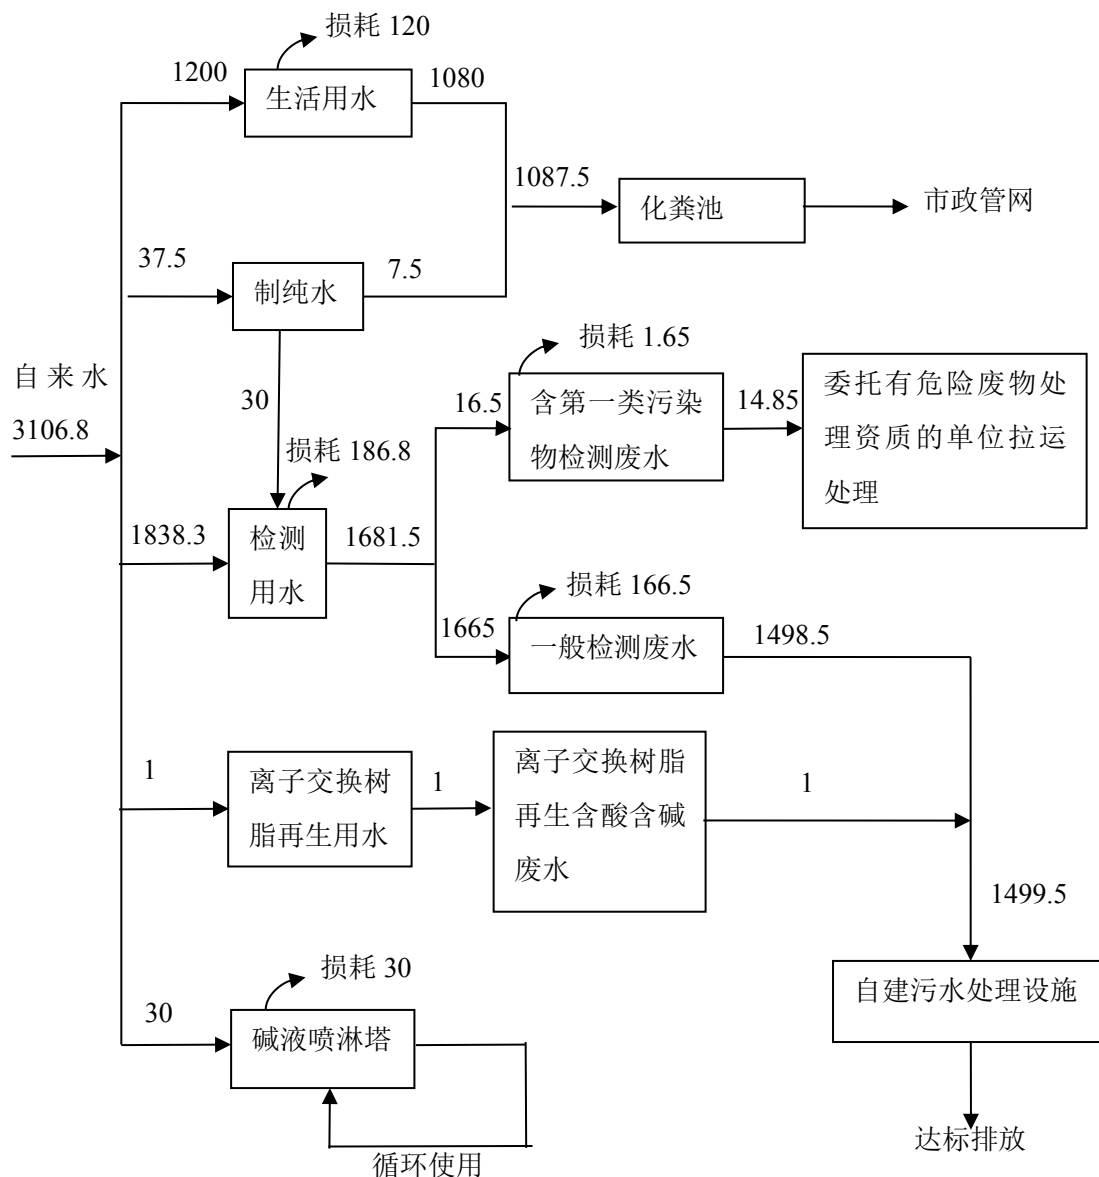 损耗 120
1200
生活用水
1080
1087.5
化粪池
市政管网
37.5
制纯水
7.5
自来水
3106.8
30
损耗 1.65
16.5
含第一类污染
物检测废水
14.85
委托有危险废物处
理资质的单位拉运
处理
损耗 186.8
1838.3
检测
用水
1681.5
损耗 166.5
1665
一般检测废水
1498.5
1
离子交换树
脂再生用水
1
离子交换树脂
再生含酸含碱
废水
1
1499.5
损耗 30
30
碱液喷淋塔
循环使用
自建污水处理设施
达标排放